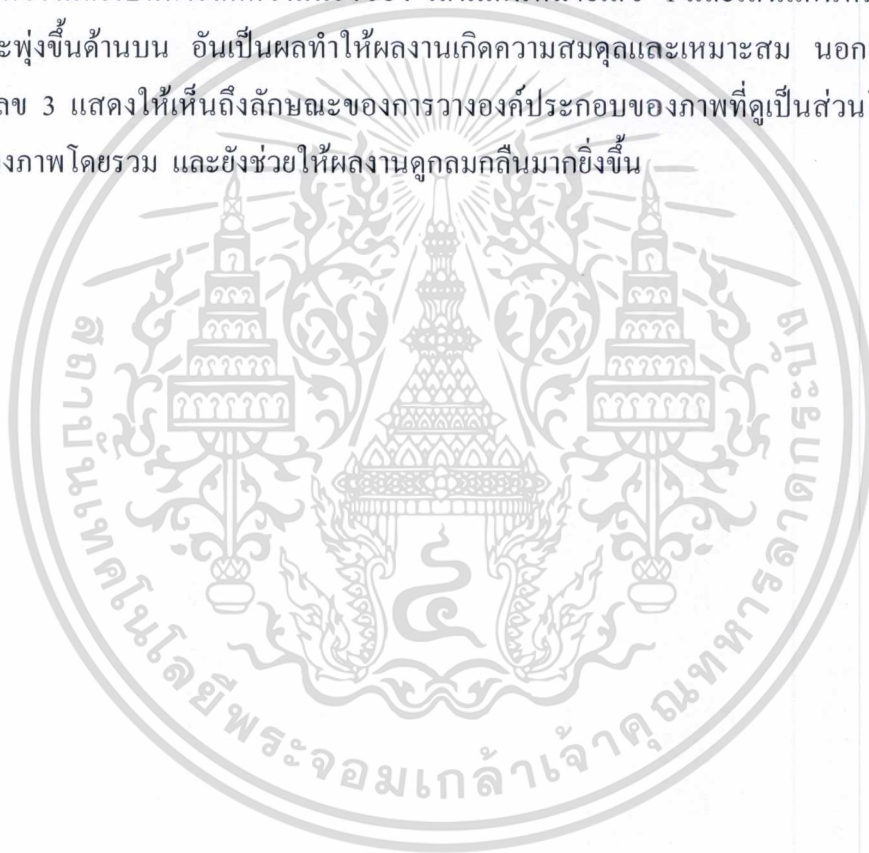 ะพุ่งขึ้นด้านบน อันเป็นผลทำให้ผลงานเกิดความสมดุลและเหมาะสม นอก
ลข 3 แสดงให้เห็นถึงลักษณะของการวางองค์ประกอบของภาพที่ดูเป็นส่วน
งภาพโดยรวม และยังช่วยให้ผลงานดูกลมกลืนมากยิ่งขึ้น
๔
สถาบันเทคโนโลยีพระจอมเกล้าเจ้าคุณทหารลาดกระบัง